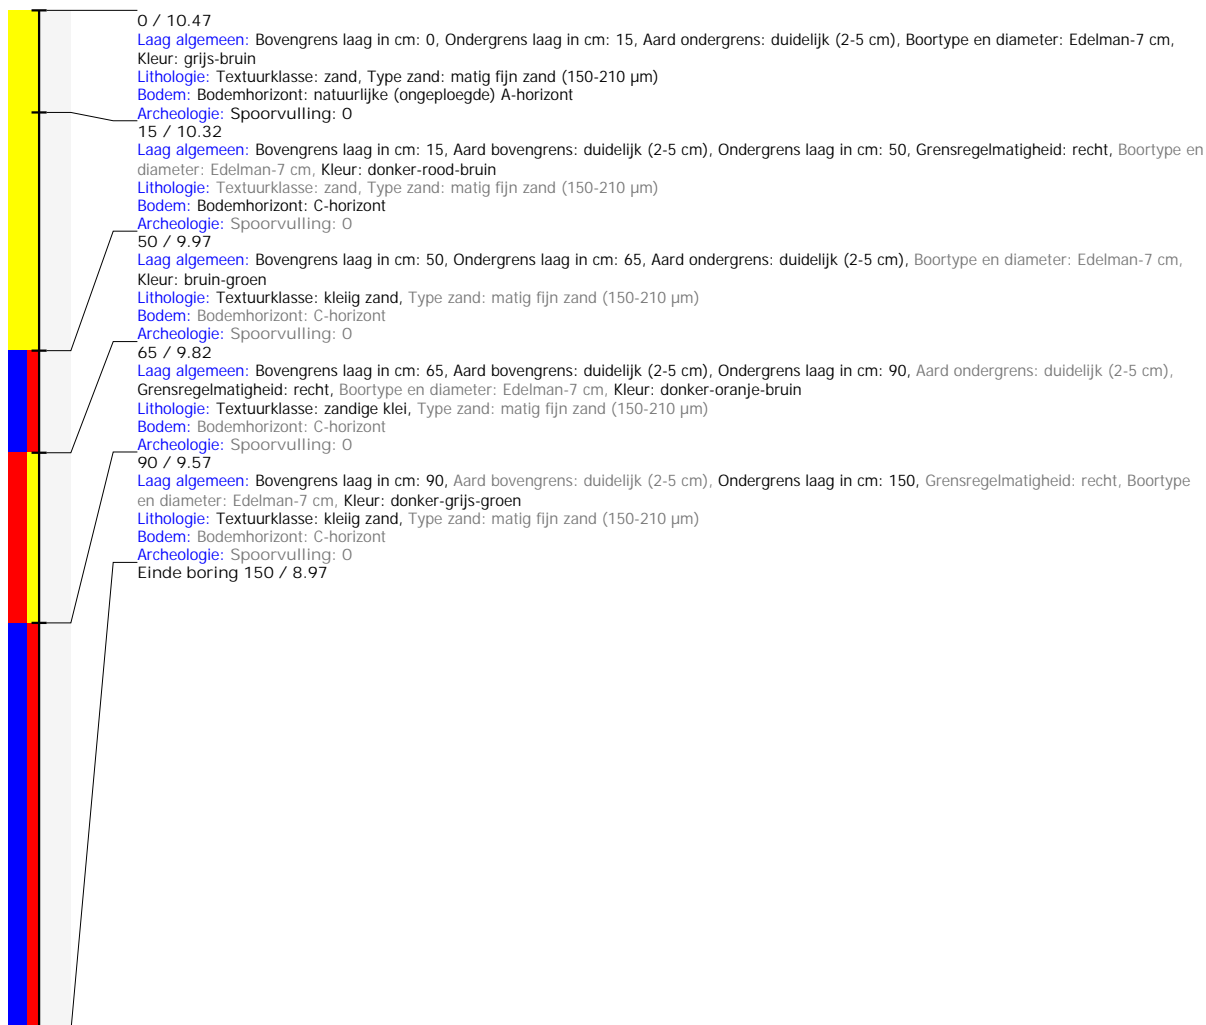 0 / 10.47
Laag algemeen: Bovengrens laag in cm: 0, Ondergrens laag in cm: 15, Aard ondergrens: duidelijk (2-5 cm), Boortype en diameter: Edelman-7 cm,
Kleur: grijs-bruin
Lithologie: Textuurklasse: zand, Type zand: matig fijn zand (150-210 µm)
Bodem: Bodemhorizont: natuurlijke (ongeploegde) A-horizont
Archeologie: Spoorvulling: 0
15 / 10.32
Laag algemeen: Bovengrens laag in cm: 15, Aard bovengrens: duidelijk (2-5 cm), Ondergrens laag in cm: 50, Grensregelmatigheid: recht, Boortype en
diameter: Edelman-7 cm, Kleur: donker-rood-bruin
Lithologie: Textuurklasse: zand, Type zand: matig fijn zand (150-210 µm)
Bodem: Bodemhorizont: C-horizont
Archeologie: Spoorvulling: 0
50 / 9.97
Laag algemeen: Bovengrens laag in cm: 50, Ondergrens laag in cm: 65, Aard ondergrens: duidelijk (2-5 cm), Boortype en diameter: Edelman-7 cm,
Kleur: bruin-groen
Lithologie: Textuurklasse: kleiig zand, Type zand: matig fijn zand (150-210 µm)
Bodem: Bodemhorizont: C-horizont
Archeologie: Spoorvulling: 0
65 / 9.82
Laag algemeen: Bovengrens laag in cm: 65, Aard bovengrens: duidelijk (2-5 cm), Ondergrens laag in cm: 90, Aard ondergrens: duidelijk (2-5 cm),
Grensregelmatigheid: recht, Boortype en diameter: Edelman-7 cm, Kleur: donker-oranje-bruin
Lithologie: Textuurklasse: zandige klei, Type zand: matig fijn zand (150-210 µm)
Bodem: Bodemhorizont: C-horizont
Archeologie: Spoorvulling: 0
90 / 9.57
Laag algemeen: Bovengrens laag in cm: 90, Aard bovengrens: duidelijk (2-5 cm), Ondergrens laag in cm: 150, Grensregelmatigheid: recht, Boortype
en diameter: Edelman-7 cm, Kleur: donker-grijs-groen
Lithologie: Textuurklasse: kleiig zand, Type zand: matig fijn zand (150-210 µm)
Bodem: Bodemhorizont: C-horizont
Archeologie: Spoorvulling: 0
Einde boring 150 / 8.97